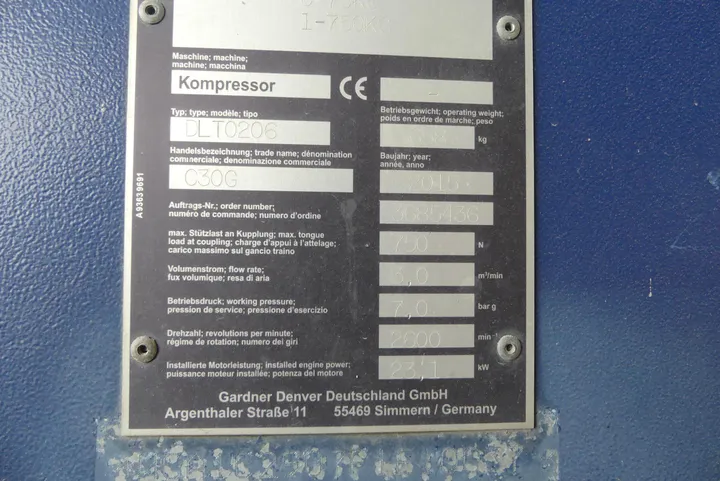 1-7
Maschine; machine;
machine; macchina
Kompressor
CE
Typ; type; modèle; tipo
DLT0206
Betriebsgewicht; operating weight;
poids en ordre de marche; peso
kg
Handelsbezeichnung; trade name; dénomination
commerciale; denominazione commerciale
C30G
Baujahr; year;
année, anno
Auftrags-Nr.; order number;
numéro de commande; numero d'ordine
max. Stützlast an Kupplung; max. tongue
load at coupling; charge d'appui à l'attelage;
carico massimo sul gancio traino
750 N
Volumenstrom; flow rate;
fux volumique; resa di aria
3.0 m³/min
Betriebsdruck; working pressure;
pression de service; pressione d'esercizio
7.0 bar g
Drehzahl; revolutions per minute;
régime de rotation; numero dei giri
2600 min⁻¹
Installierte Motorleistung; installed engine power;
puissance moteur installée; potenza del motore
23.1 kW
Gardner Denver Deutschland GmbH
Argenthaler Straße 11 55469 Simmern / Germany
A93639691